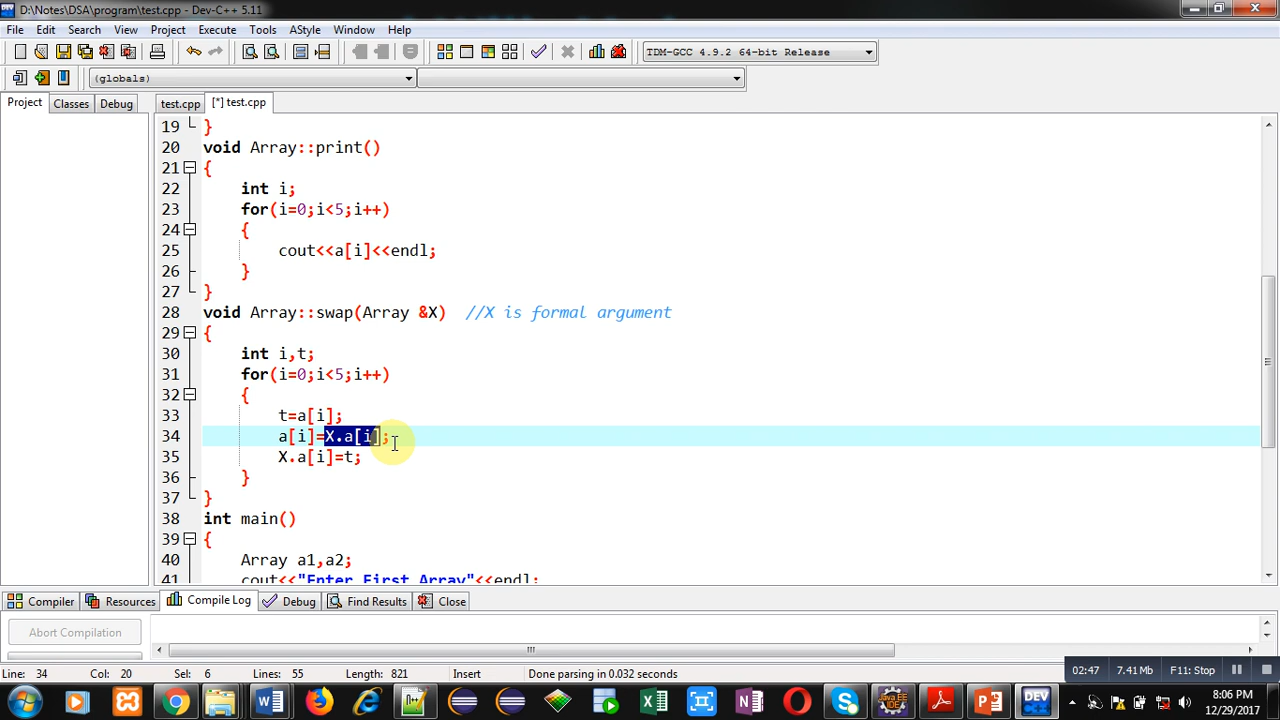 D:\Notes\DSA\program\test.cpp - Dev-C++ 5.11
File Edit Search View Project Execute Tools AStyle Window Help
TDM-GCC 4.9.2 64-bit Release
(globals)
Project Classes Debug test.cpp [*] test.cpp
19 }
20 void Array::print()
21 {
22 int i;
23 for(i=0;i<5;i++)
24 {
25 cout<<a[i]<<endl;
26 }
27 }
28 void Array::swap(Array &X) //X is formal argument
29 {
30 int i,t;
31 for(i=0;i<5;i++)
32 {
33 t=a[i];
34 a[i]=X.a[i];
35 X.a[i]=t;
36 }
37 }
38 int main()
39 {
40 Array a1,a2;
41 cout<<"Enter First Array"<<endl;
Compiler Resources Compile Log Debug Find Results Close
Abort Compilation
Line: 34 Col: 20 Sel: 6 Lines: 55 Length: 821 Insert Done parsing in 0.032 seconds
02:47 7.41 Mb F11: Stop
8:06 PM
12/29/2017